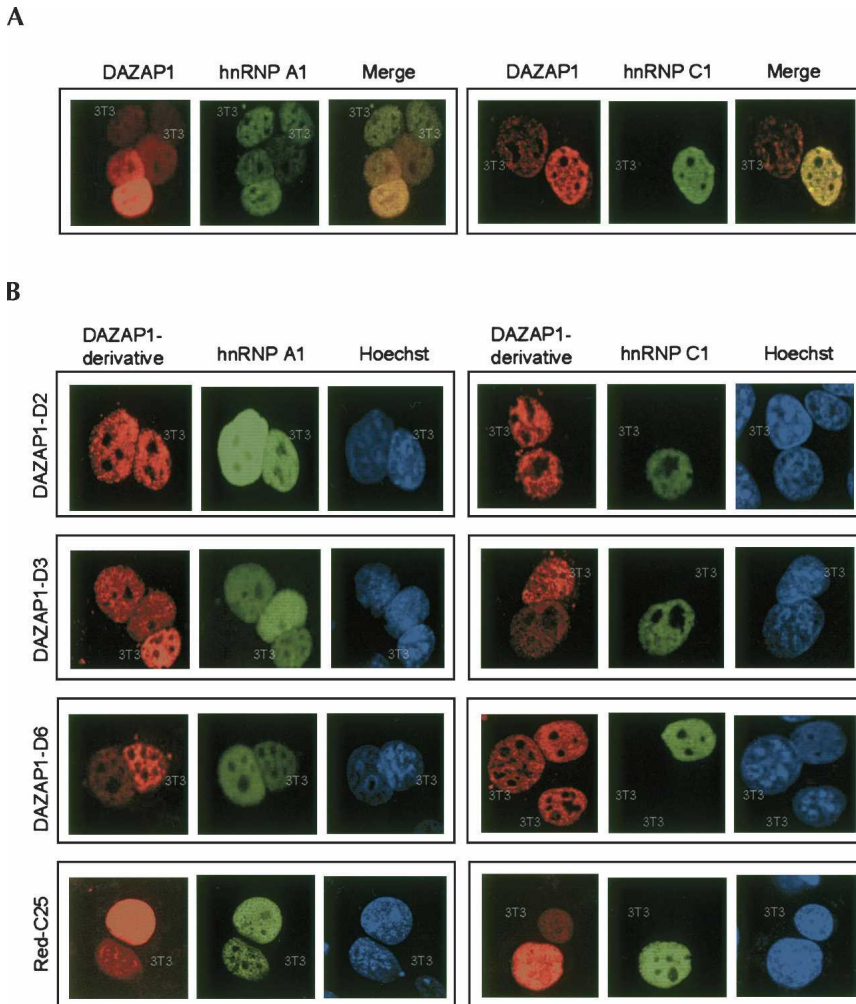 A
DAZAP1 hnRNP A1 Merge DAZAP1 hnRNP C1 Merge
3T3 3T3 3T3 3T3 3T3 3T3
3T3 3T3 3T3
B
DAZAP1-derivative hnRNP A1 Hoechst DAZAP1-derivative hnRNP C1 Hoechst
DAZAP1-D2
3T3 3T3 3T3 3T3 3T3 3T3
DAZAP1-D3
3T3 3T3 3T3 3T3 3T3 3T3
DAZAP1-D6
3T3 3T3 3T3 3T3 3T3 3T3
3T3 3T3 3T3
Red-C25
3T3 3T3 3T3 3T3 3T3 3T3